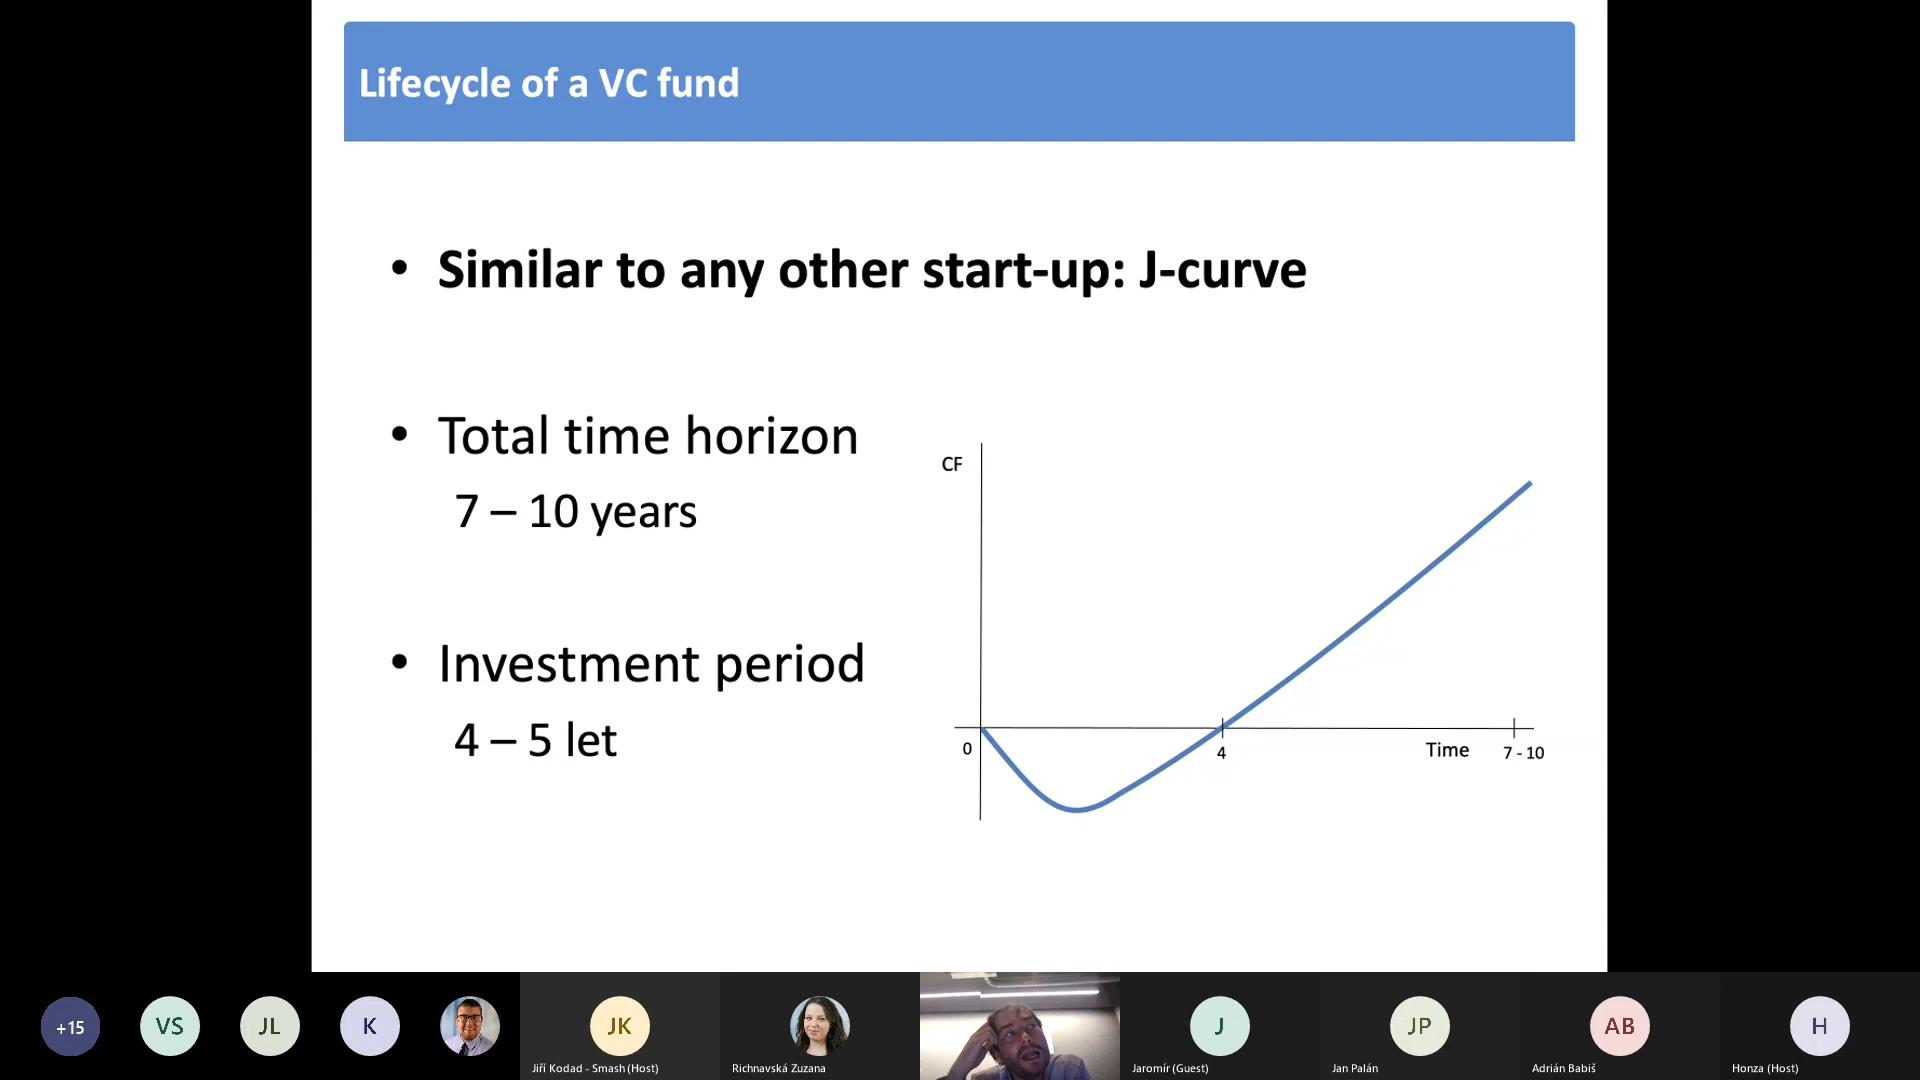 Lifecycle of a VC fund
• Similar to any other start-up: J-curve
• Total time horizon
7 – 10 years
• Investment period
4 – 5 let
CF
0
4
Time
7 - 10
+15
VS
JL
K
JK
Jiří Kodad - Smash (Host)
Richnavská Zuzana
J
Jaromír (Guest)
JP
Jan Palán
AB
Adrián Babiš
H
Honza (Host)